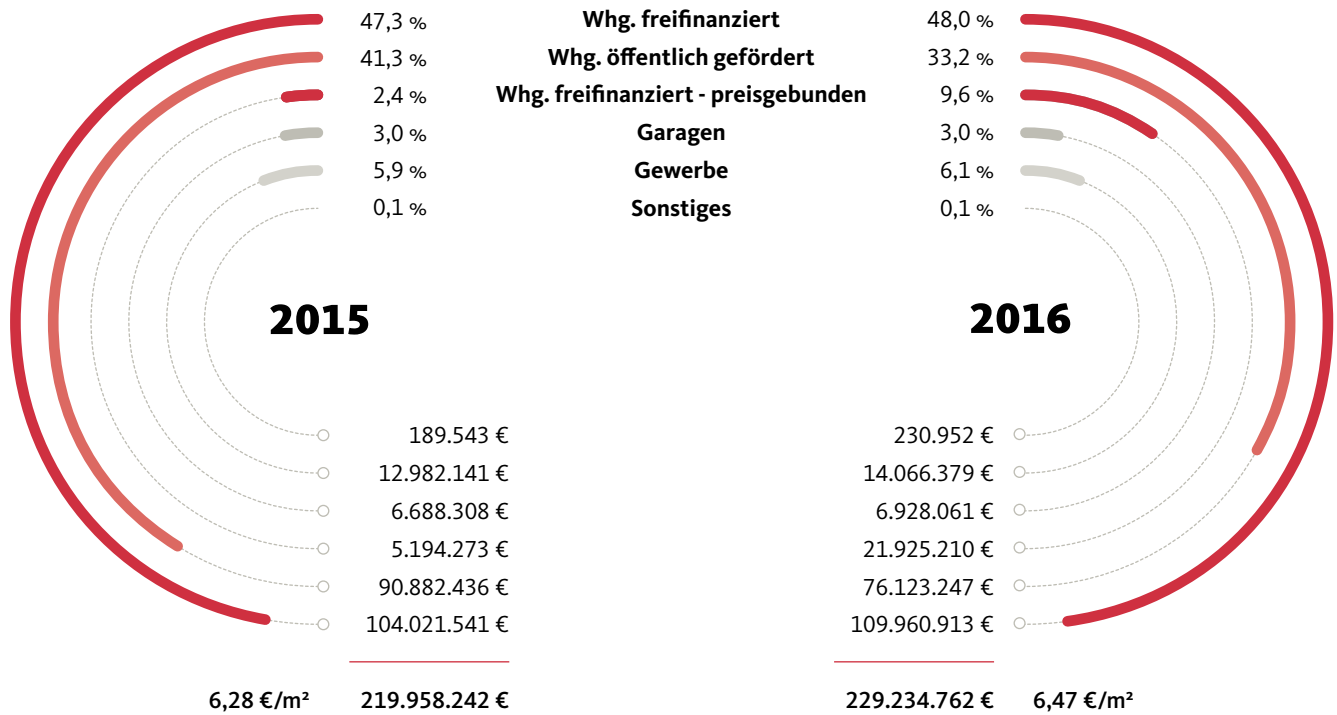 47,3 % Whg. freifinanziert 48,0 %
41,3 % Whg. öffentlich gefördert 33,2 %
2,4 % Whg. freifinanziert - preisgebunden 9,6 %
3,0 % Garagen 3,0 %
5,9 % Gewerbe 6,1 %
0,1 % Sonstiges 0,1 %
2015 2016
189.543 € 230.952 €
12.982.141 € 14.066.379 €
6.688.308 € 6.928.061 €
5.194.273 € 21.925.210 €
90.882.436 € 76.123.247 €
104.021.541 € 109.960.913 €
6,28 €/m² 219.958.242 € 229.234.762 € 6,47 €/m²